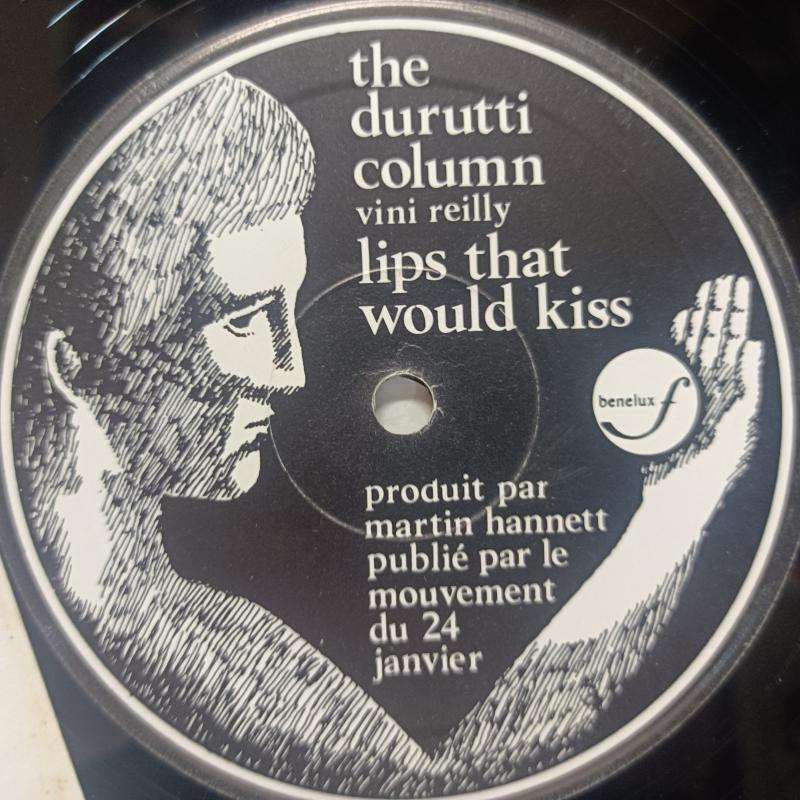 the
durutti
column
vini reilly
lips that
would kiss
benelux f
produit par
martin hannett
publié par le
mouvement
du 24
janvier